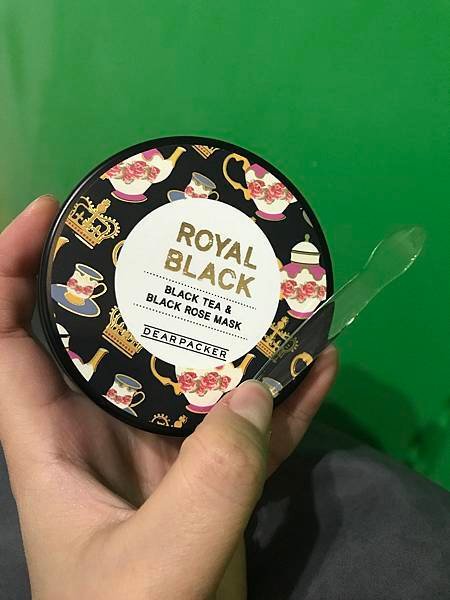 ROYAL
BLACK
BLACK TEA &
BLACK ROSE MASK
DEARPACKER